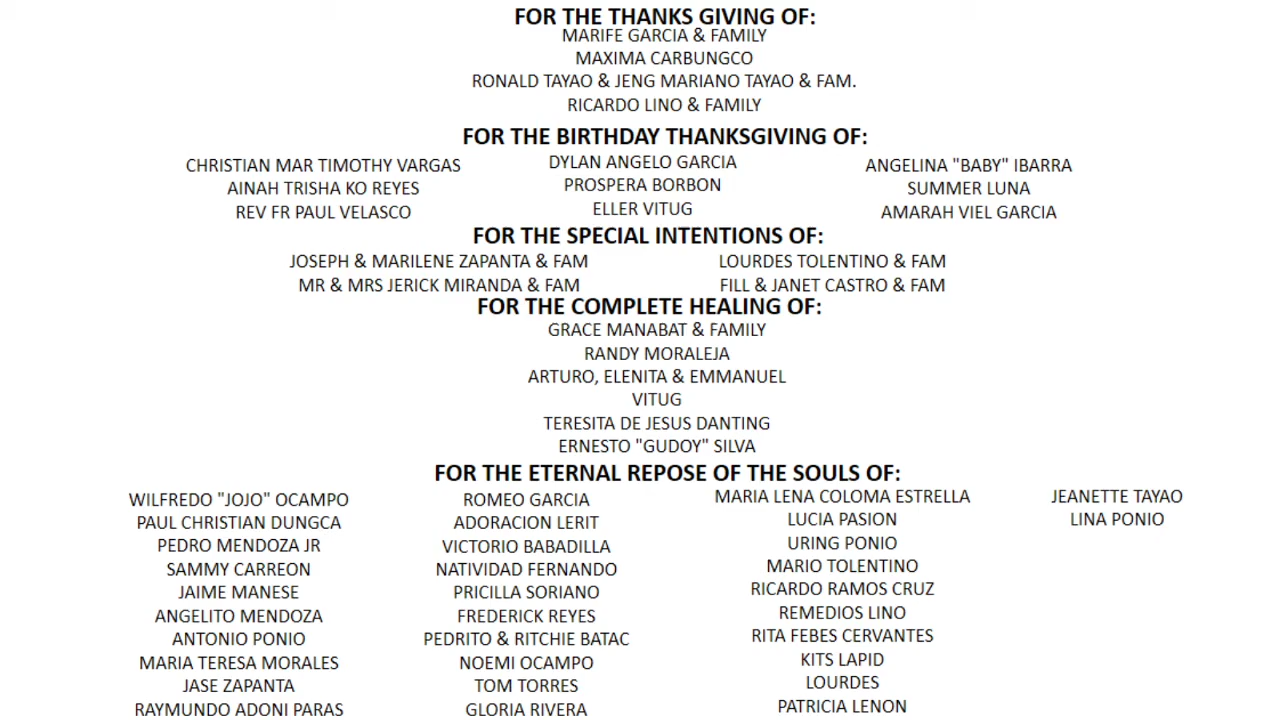 FOR THE THANKS GIVING OF:
MARIFE GARCIA & FAMILY
MAXIMA CARBUNGCO
RONALD TAYAO & JENG MARIANO TAYAO & FAM.
RICARDO LINO & FAMILY
FOR THE BIRTHDAY THANKSGIVING OF:
CHRISTIAN MAR TIMOTHY VARGAS
AINAH TRISHA KO REYES
REV FR PAUL VELASCO
DYLAN ANGELO GARCIA
PROSPERA BORBON
ELLER VITUG
ANGELINA "BABY" IBARRA
SUMMER LUNA
AMARAH VIEL GARCIA
FOR THE SPECIAL INTENTIONS OF:
JOSEPH & MARILENE ZAPANTA & FAM
MR & MRS JERICK MIRANDA & FAM
LOURDES TOLENTINO & FAM
FILL & JANET CASTRO & FAM
FOR THE COMPLETE HEALING OF:
GRACE MANABAT & FAMILY
RANDY MORALEJA
ARTURO, ELENITA & EMMANUEL
VITUG
TERESITA DE JESUS DANTING
ERNESTO "GUDOY" SILVA
FOR THE ETERNAL REPOSE OF THE SOULS OF:
WILFREDO "JOJO" OCAMPO
PAUL CHRISTIAN DUNGCA
PEDRO MENDOZA JR
SAMMY CARREON
JAIME MANESE
ANGELITO MENDOZA
ANTONIO PONIO
MARIA TERESA MORALES
JASE ZAPANTA
RAYMUNDO ADONI PARAS
ROMEO GARCIA
ADORACION LERIT
VICTORIO BABADILLA
NATIVIDAD FERNANDO
PRICILLA SORIANO
FREDERICK REYES
PEDRITO & RITCHIE BATAC
NOEMI OCAMPO
TOM TORRES
GLORIA RIVERA
MARIA LENA COLOMA ESTRELLA
LUCIA PASION
URING PONIO
MARIO TOLENTINO
RICARDO RAMOS CRUZ
REMEDIOS LINO
RITA FEBES CERVANTES
KITS LAPID
LOURDES
PATRICIA LENON
JEANETTE TAYAO
LINA PONIO